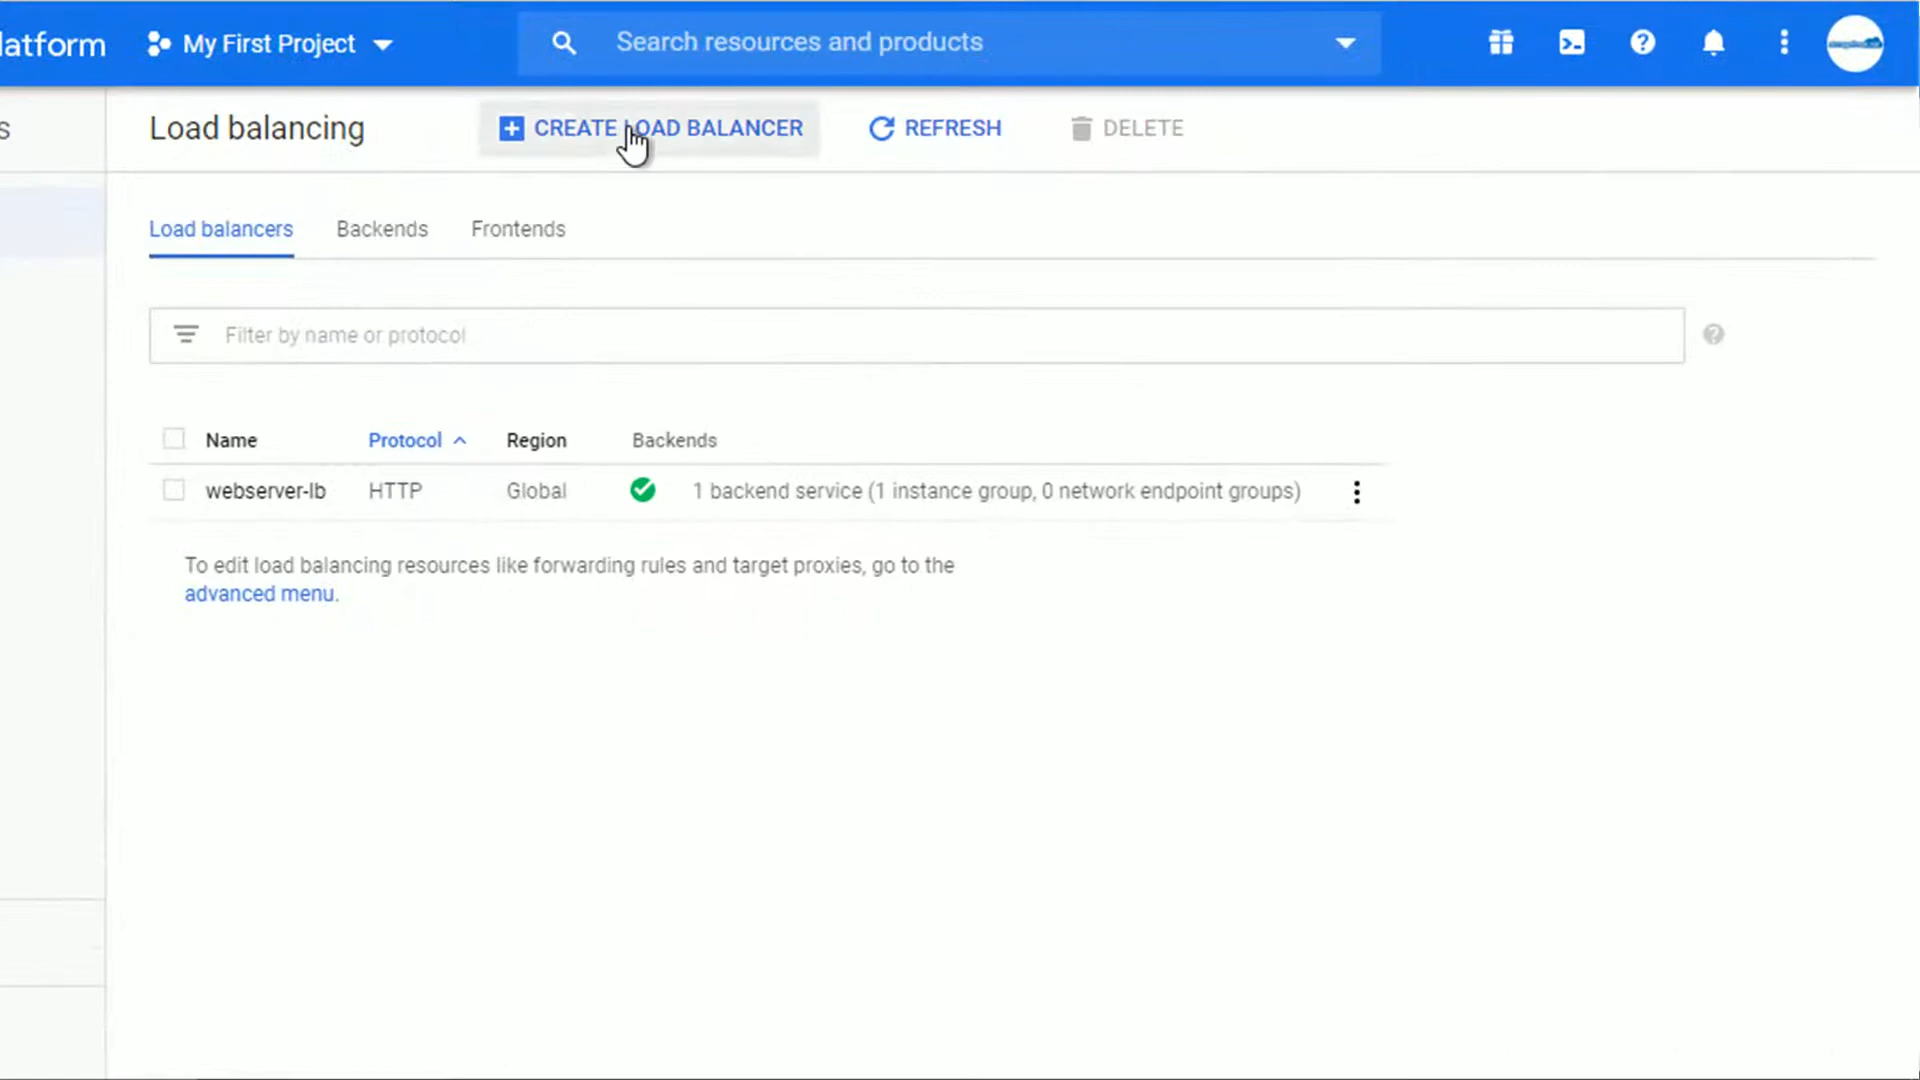 latform My First Project Search resources and products
s Load balancing CREATE LOAD BALANCER REFRESH DELETE
Load balancers Backends Frontends
Filter by name or protocol
Name Protocol Region Backends
webserver-lb HTTP Global 1 backend service (1 instance group, 0 network endpoint groups)
To edit load balancing resources like forwarding rules and target proxies, go to the
advanced menu.